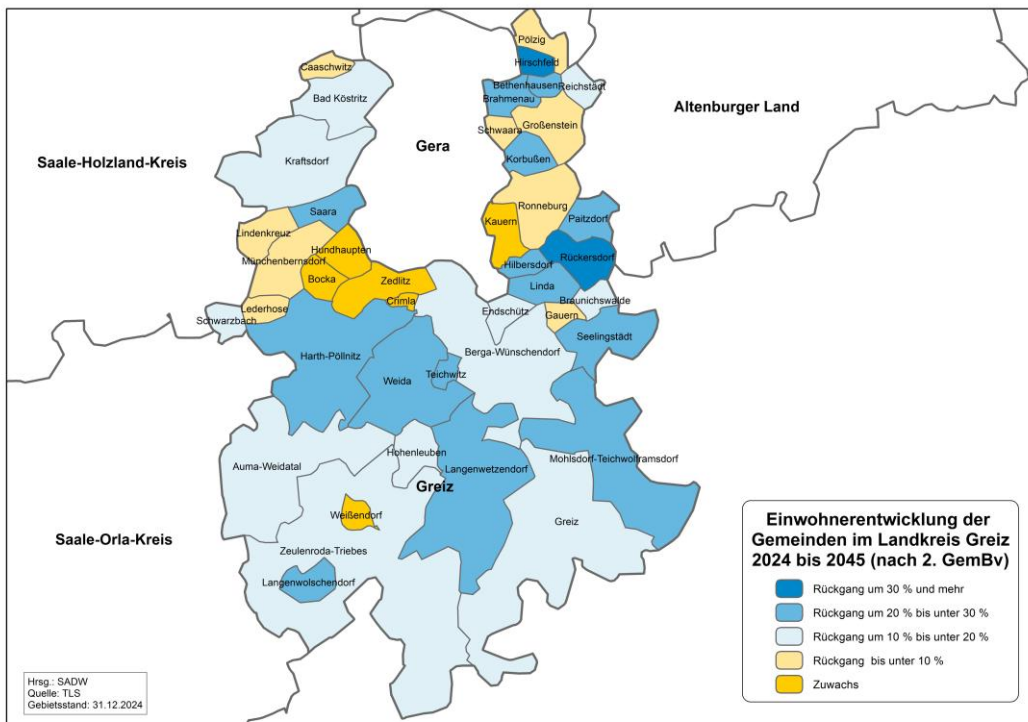 Pölzig
Hirschfeld
Caaschwitz
Bethenhausen
Reichstädt
Bad Köstritz
Brahmenau
Altenburger Land
Großenstein
Schwaara
Gera
Saale-Holzland-Kreis
Korbußen
Kraftsdorf
Ronneburg
Saara
Kauern
Paitzdorf
Lindenkreuz
Hundhaupten
Münchenbernsdorf
Rückersdorf
Hilbersdorf
Bocka
Zedlitz
Linda
Crimla
Braunichswalde
Lederhose
Endschütz
Gauern
Schwarzbach
Seelingstädt
Harth-Pöllnitz
Berga-Wünschendorf
Teichwitz
Weida
Hohenleuben
Mohlsdorf-Teichwolframsdorf
Auma-Weidatal
Langenwetzendorf
Greiz
Weißendorf
Greiz
Saale-Orla-Kreis
Zeulenroda-Triebes
Langenwolschendorf
Einwohnerentwicklung der
Gemeinden im Landkreis Greiz
2024 bis 2045 (nach 2. GemBv)
Rückgang um 30 % und mehr
Rückgang um 20 % bis unter 30 %
Rückgang um 10 % bis unter 20 %
Rückgang bis unter 10 %
Zuwachs
Hrsg.: SADW
Quelle: TLS
Gebietsstand: 31.12.2024